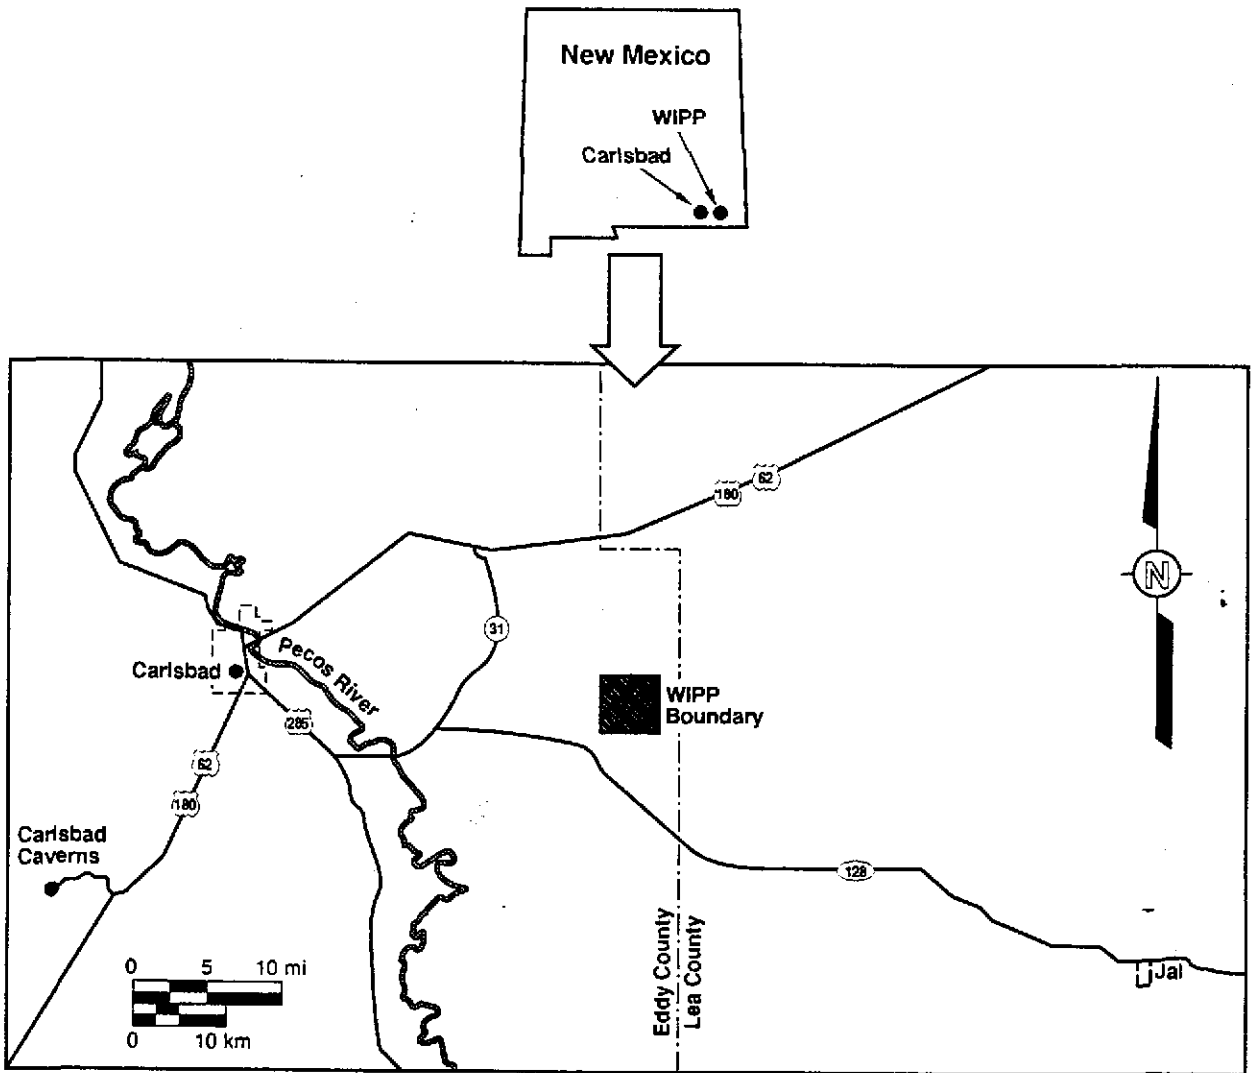 New Mexico
WIPP
Carlsbad
180
62
31
Pecos River
Carlsbad
WIPP
Boundary
285
62
180
Carlsbad
Caverns
128
Eddy County
Lea County
0 5 10 mi
0 10 km
Jal
N